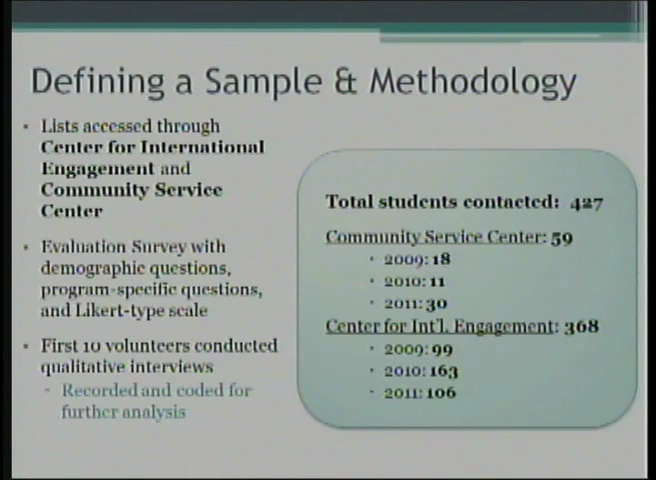 Defining a Sample & Methodology
Lists accessed through
Center for International
Engagement and
Community Service
Center
Evaluation Survey with
demographic questions,
program-specific questions,
and Likert-type scale
First 10 volunteers conducted
qualitative interviews
Recorded and coded for
further analysis
Total students contacted: 427
Community Service Center: 59
2009: 18
2010: 11
2011: 30
Center for Int'l. Engagement: 368
2009: 99
2010: 163
2011: 106